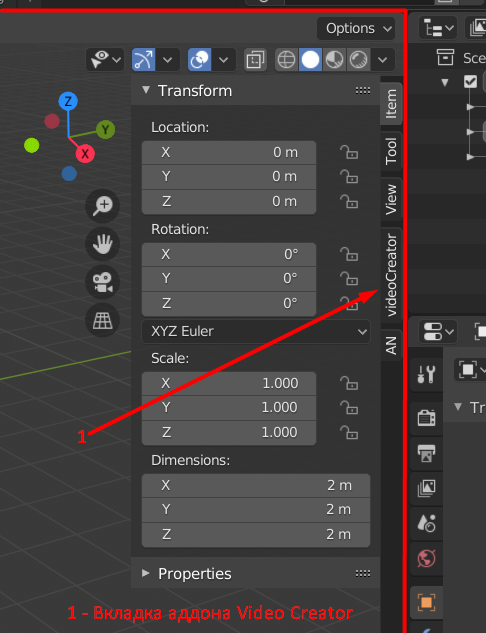 Options
Sce
Transform
Item
Location:
X 0 m
Tool
Y 0 m
Z 0 m
View
Rotation:
X 0°
Y 0°
Z 0°
videoCreator
XYZ Euler
AN
Scale:
X 1.000
Y 1.000
Z 1.000
Tr
1
Dimensions:
X 2 m
Y 2 m
Z 2 m
Properties
1 - Вкладка аддона Video Creator
Z
Y
X